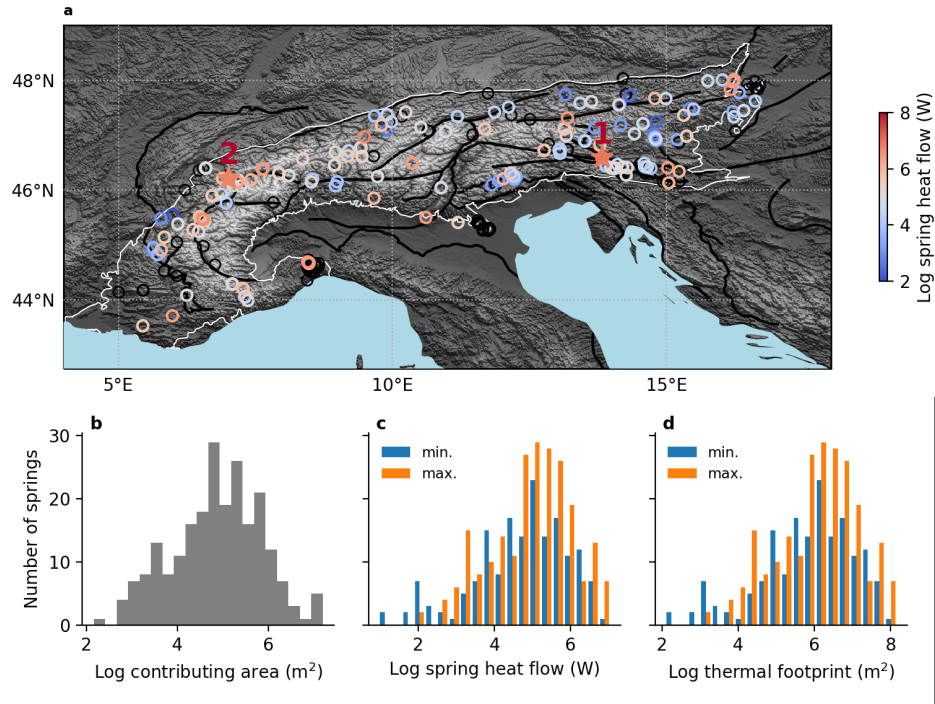 a
48°N
46°N
44°N
5°E
10°E
15°E
1
2
8
6
4
2
Log spring heat flow (W)
b
c
d
30
20
10
0
Number of springs
min.
max.
min.
max.
2 4 6
2 4 6
2 4 6 8
Log contributing area (m²)
Log spring heat flow (W)
Log thermal footprint (m²)